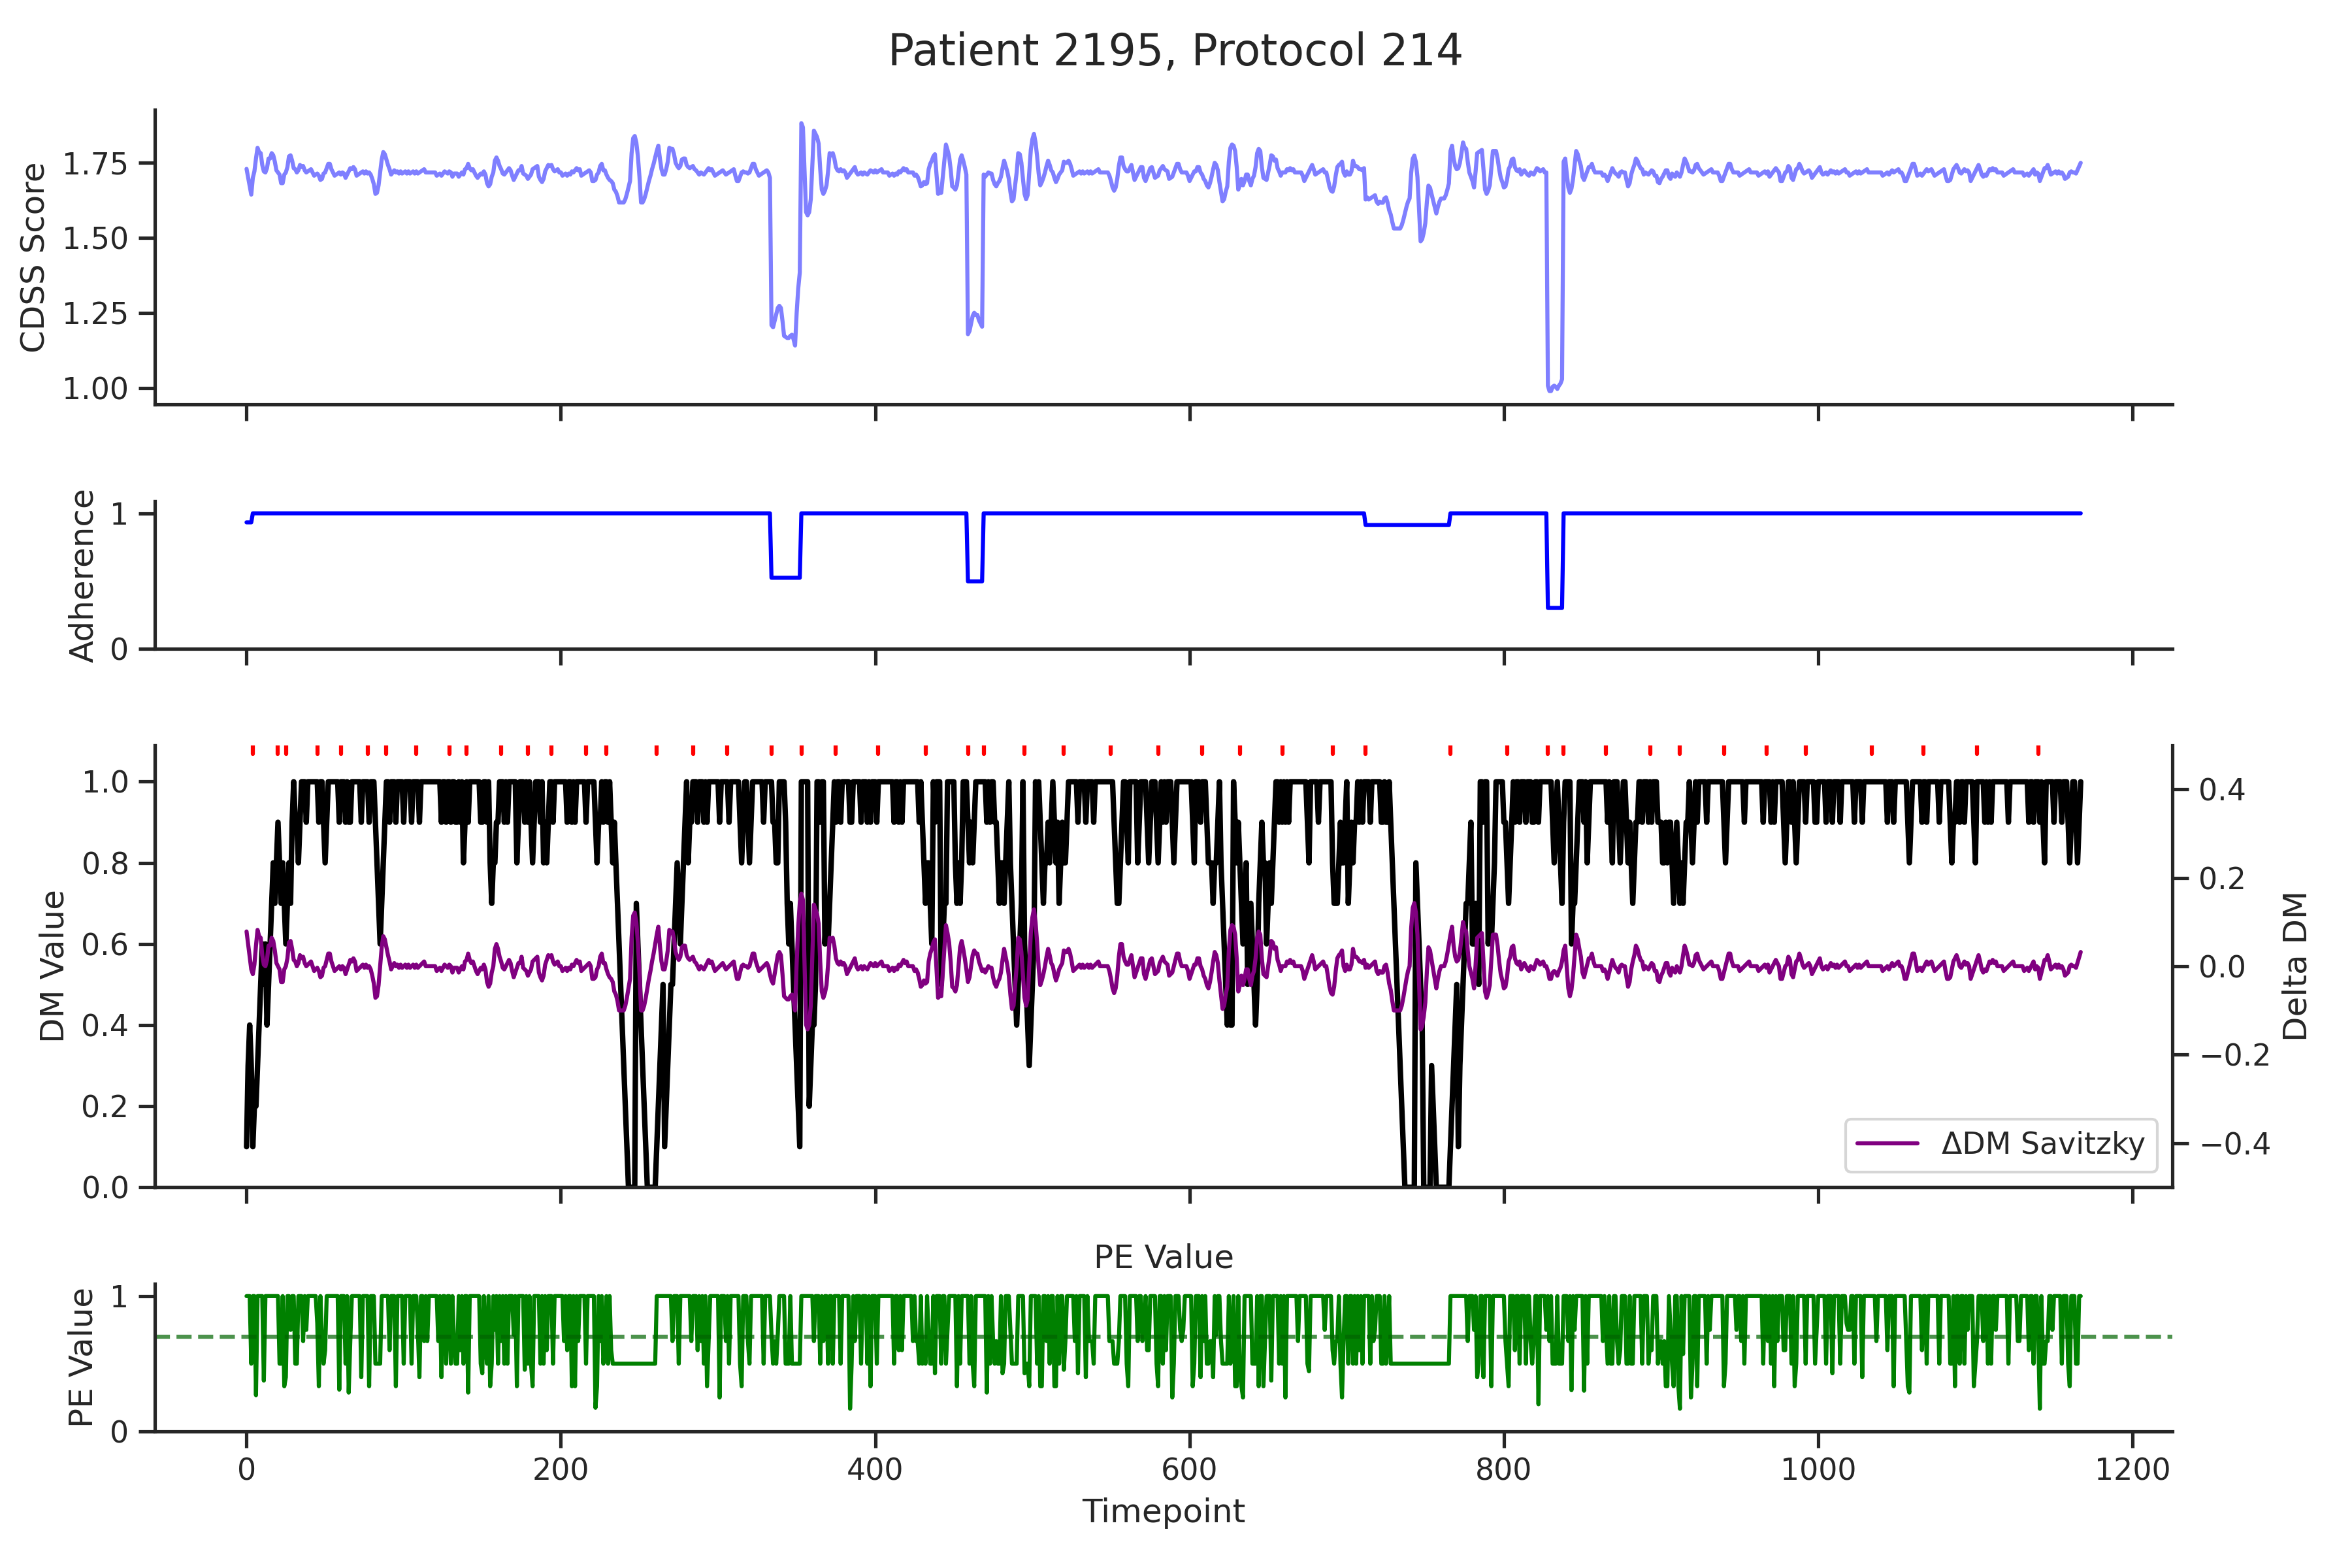 Patient 2195, Protocol 214
CDSS Score
1.75
1.50
1.25
1.00
Adherence
1
0
DM Value
1.0
0.8
0.6
0.4
0.2
0.0
Delta DM
0.4
0.2
0.0
−0.2
−0.4
ΔDM Savitzky
PE Value
PE Value
1
0
0 200 400 600 800 1000 1200
Timepoint